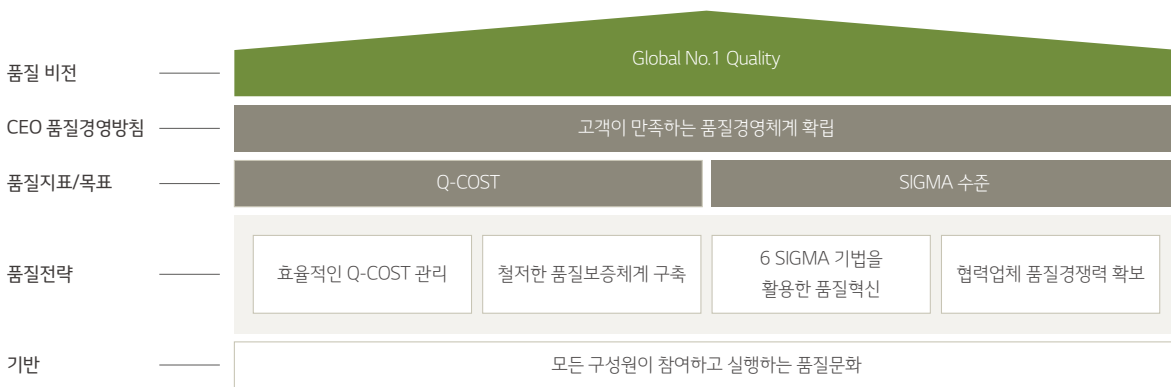 품질 비전
Global No.1 Quality
CEO 품질경영방침
고객이 만족하는 품질경영체계 확립
품질지표/목표
Q-COST
SIGMA 수준
품질전략
효율적인 Q-COST 관리
철저한 품질보증체계 구축
6 SIGMA 기법을
활용한 품질혁신
협력업체 품질경쟁력 확보
기반
모든 구성원이 참여하고 실행하는 품질문화